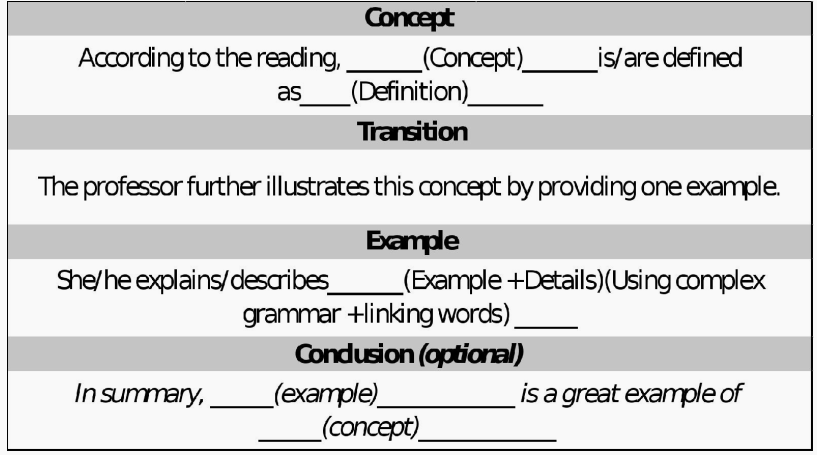 Concept
According to the reading, ______(Concept)______is/are defined
as____(Definition)______
Transition
The professor further illustrates this concept by providing one example.
Example
She/he explains/describes______(Example +Details)(Using complex
grammar +linking words) _____
Conclusion (optional)
In summary, _____(example)___________ is a great example of
_____(concept)___________